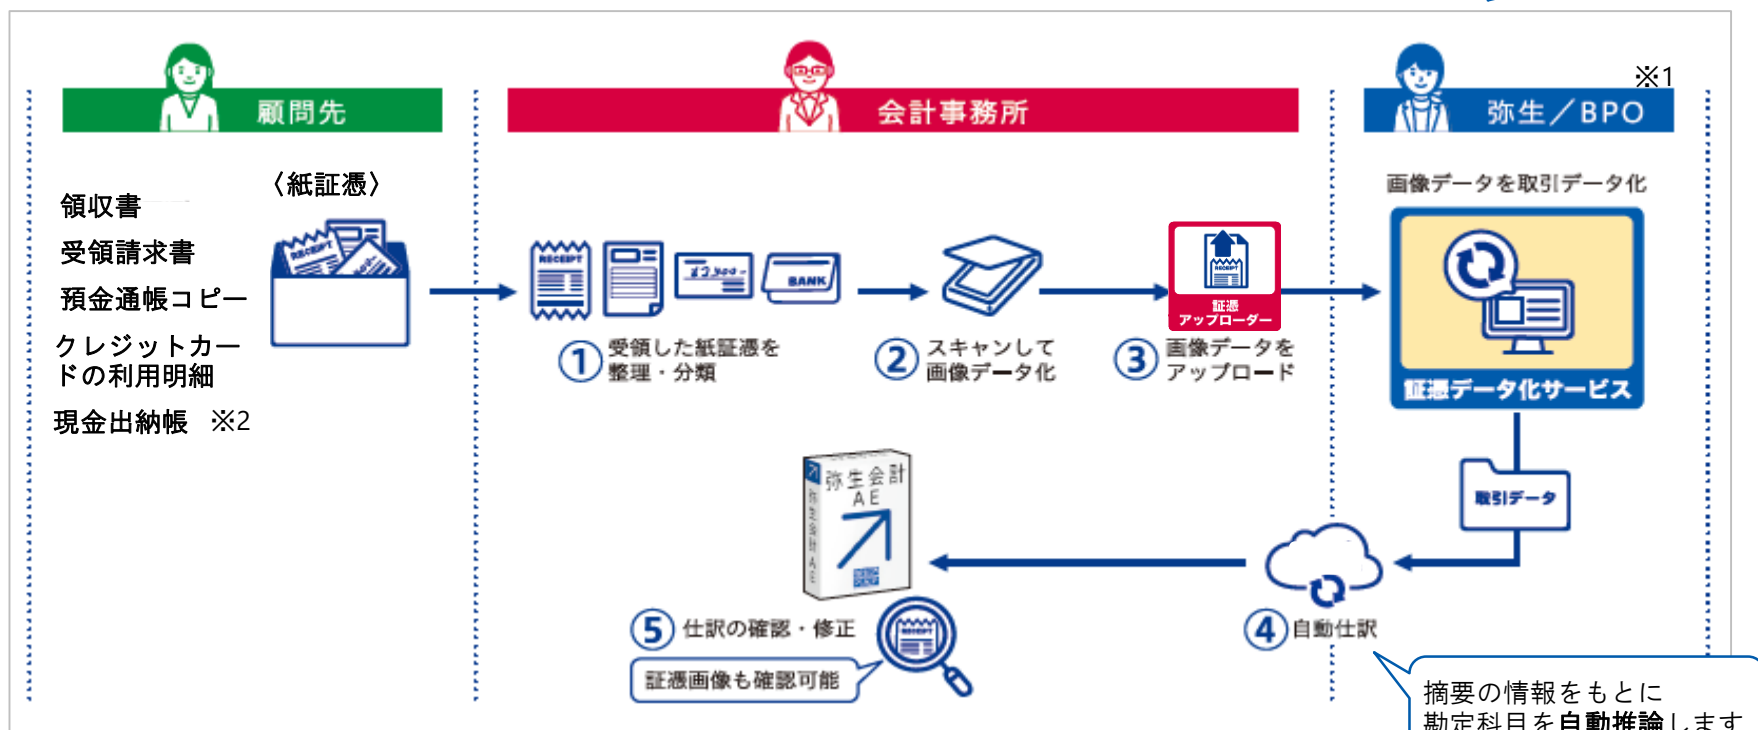 顧問先
会計事務所
※1
弥生／BPO
〈紙証憑〉
領収書
受領請求書
預金通帳コピー
クレジットカー
ドの利用明細
現金出納帳 ※2
RECEIPT
RECEIPT
BANK
RECEIPT
証憑
アップローダー
画像データを取引データ化
証憑データ化サービス
① 受領した紙証憑を
整理・分類
② スキャンして
画像データ化
③ 画像データを
アップロード
取引データ
④ 自動仕訳
摘要の情報をもとに
勘定科目を自動推論します
弥生会計
AE
弥生会計 AE
⑤ 仕訳の確認・修正
RECEIPT
証憑画像も確認可能